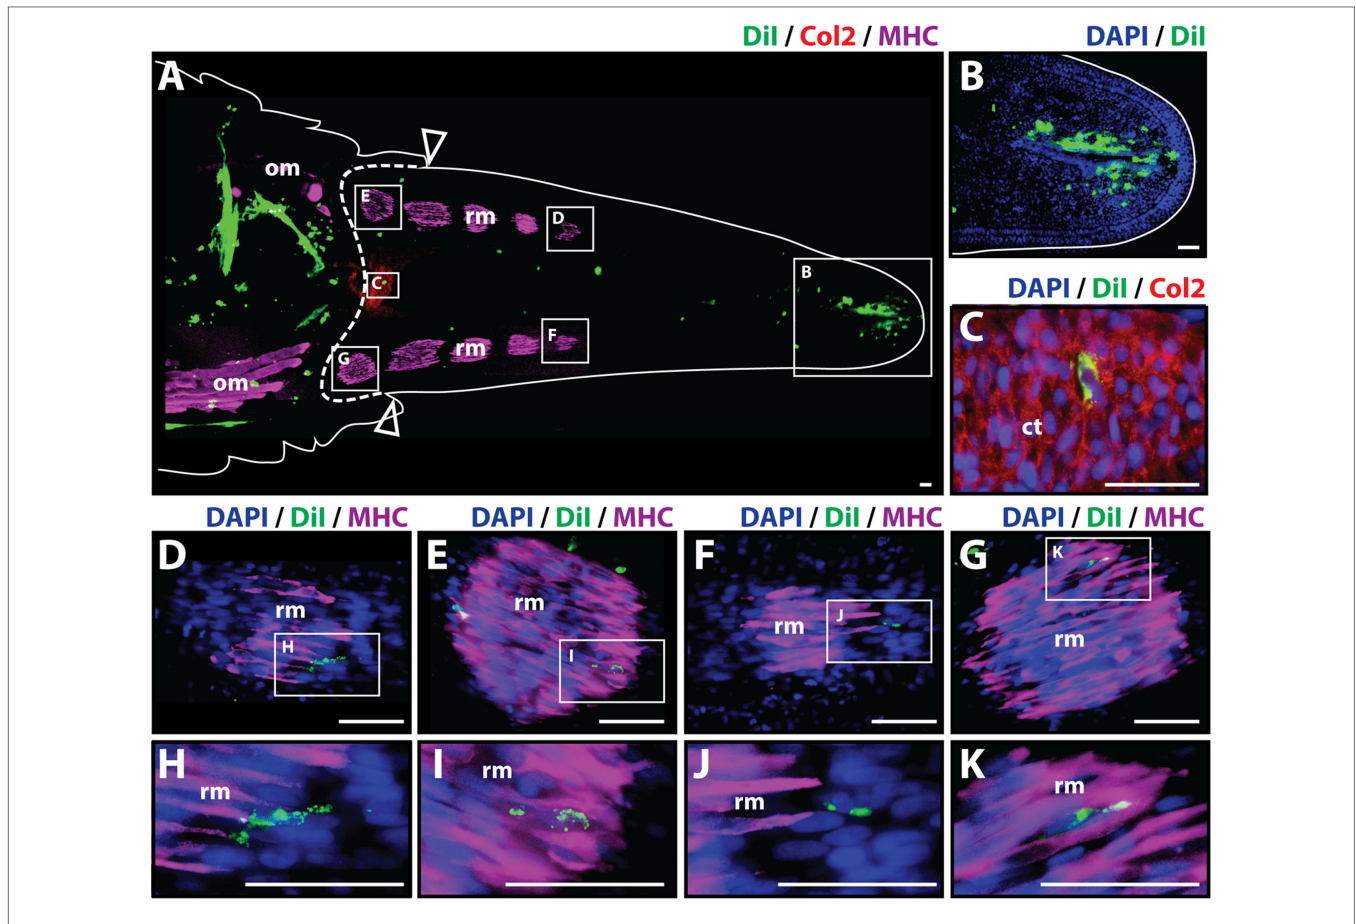 DiI / Col2 / MHC
DAPI / DiI
A
B
om
E
rm
D
C
B
G
rm
F
om
DAPI / DiI / Col2
C
ct
DAPI / DiI / MHC
DAPI / DiI / MHC
DAPI / DiI / MHC
DAPI / DiI / MHC
D
rm
H
E
rm
I
F
rm
J
G
K
rm
H
rm
I
rm
J
rm
K
rm